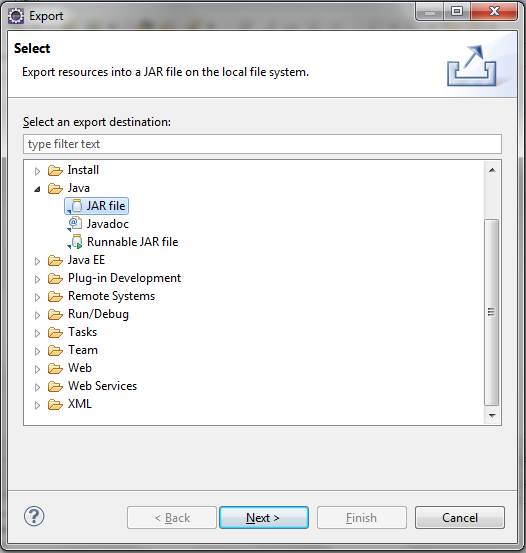 Export
Select
Export resources into a JAR file on the local file system.
Select an export destination:
type filter text
Install
Java
JAR file
Javadoc
Runnable JAR file
Java EE
Plug-in Development
Remote Systems
Run/Debug
Tasks
Team
Web
Web Services
XML
? < Back Next > Finish Cancel